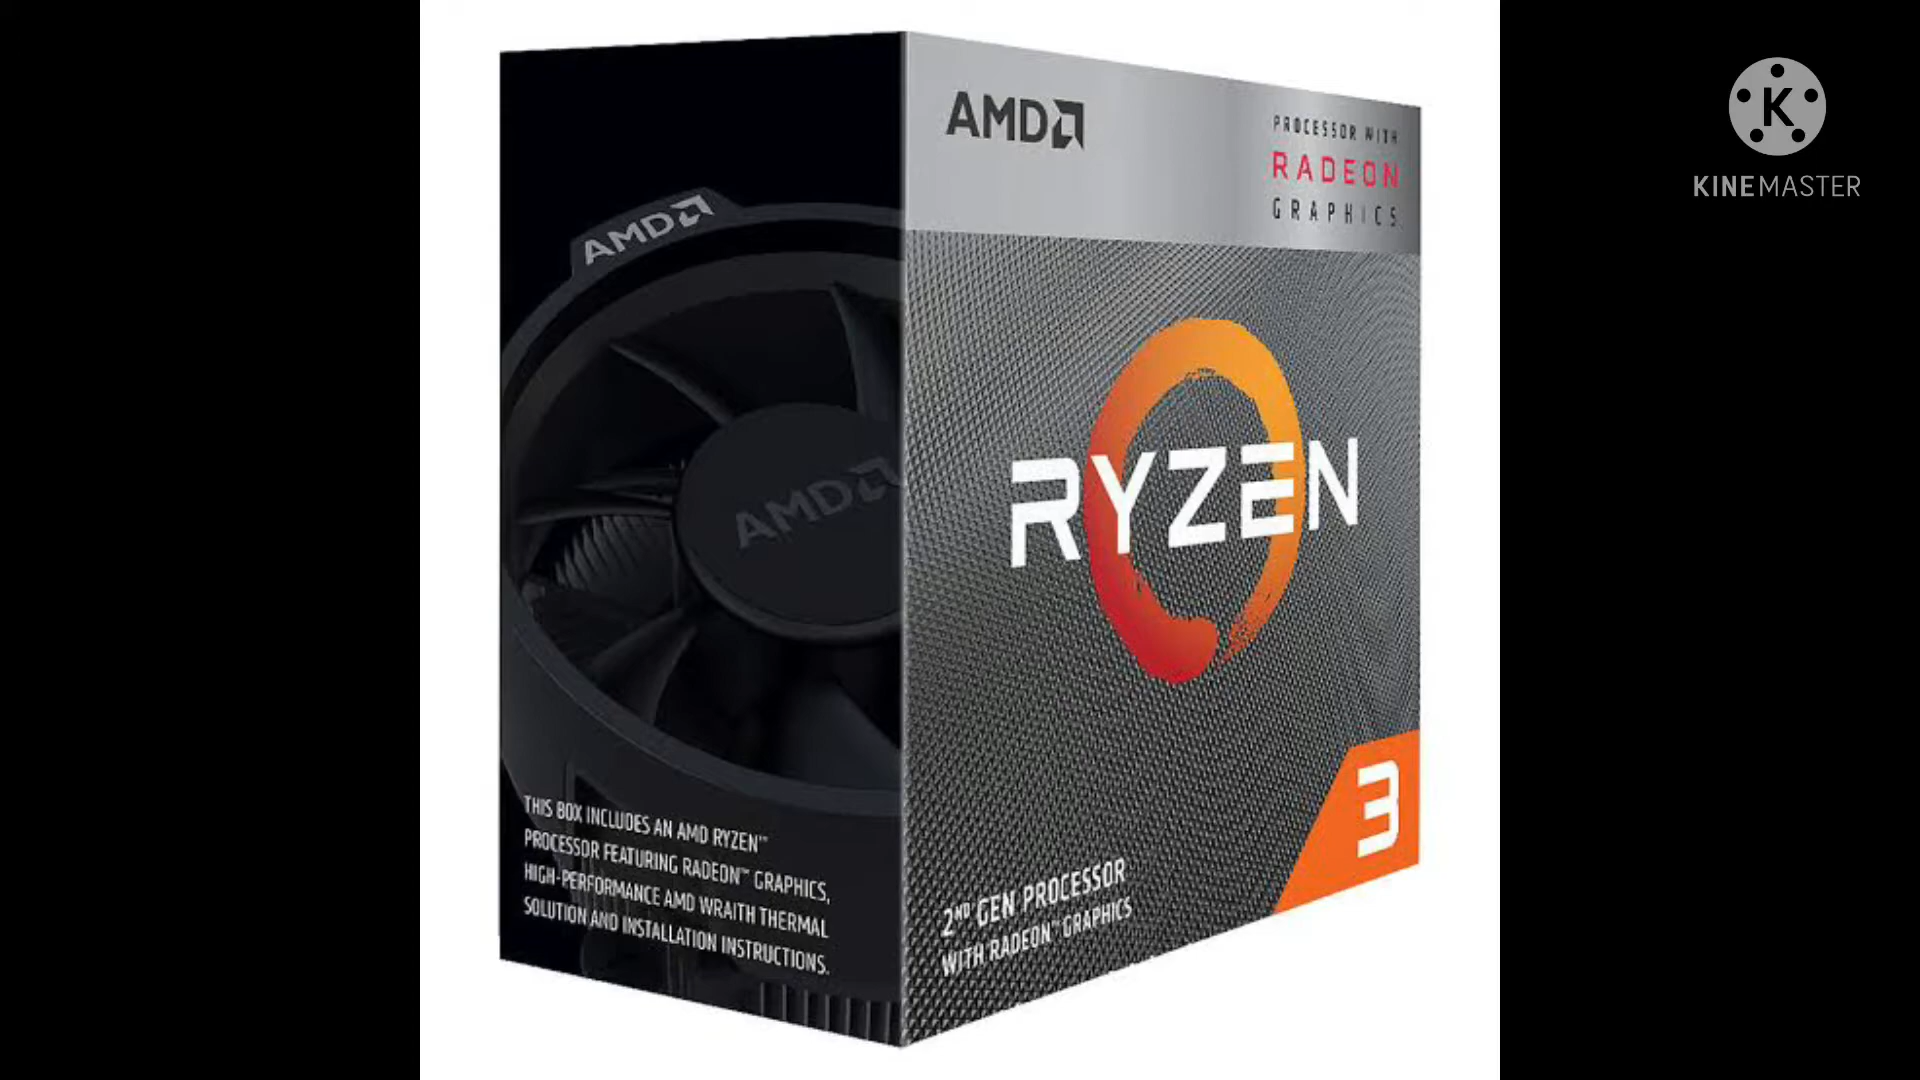 AMD
PROCESSOR WITH
RADEON
GRAPHICS
KINEMASTER
K
AMD
AMD
RYZEN
3
THIS BOX INCLUDES AN AMD RYZEN™
PROCESSOR FEATURING RADEON™ GRAPHICS,
HIGH-PERFORMANCE AMD WRAITH THERMAL
SOLUTION AND INSTALLATION INSTRUCTIONS.
2ND GEN PROCESSOR
WITH RADEON™ GRAPHICS